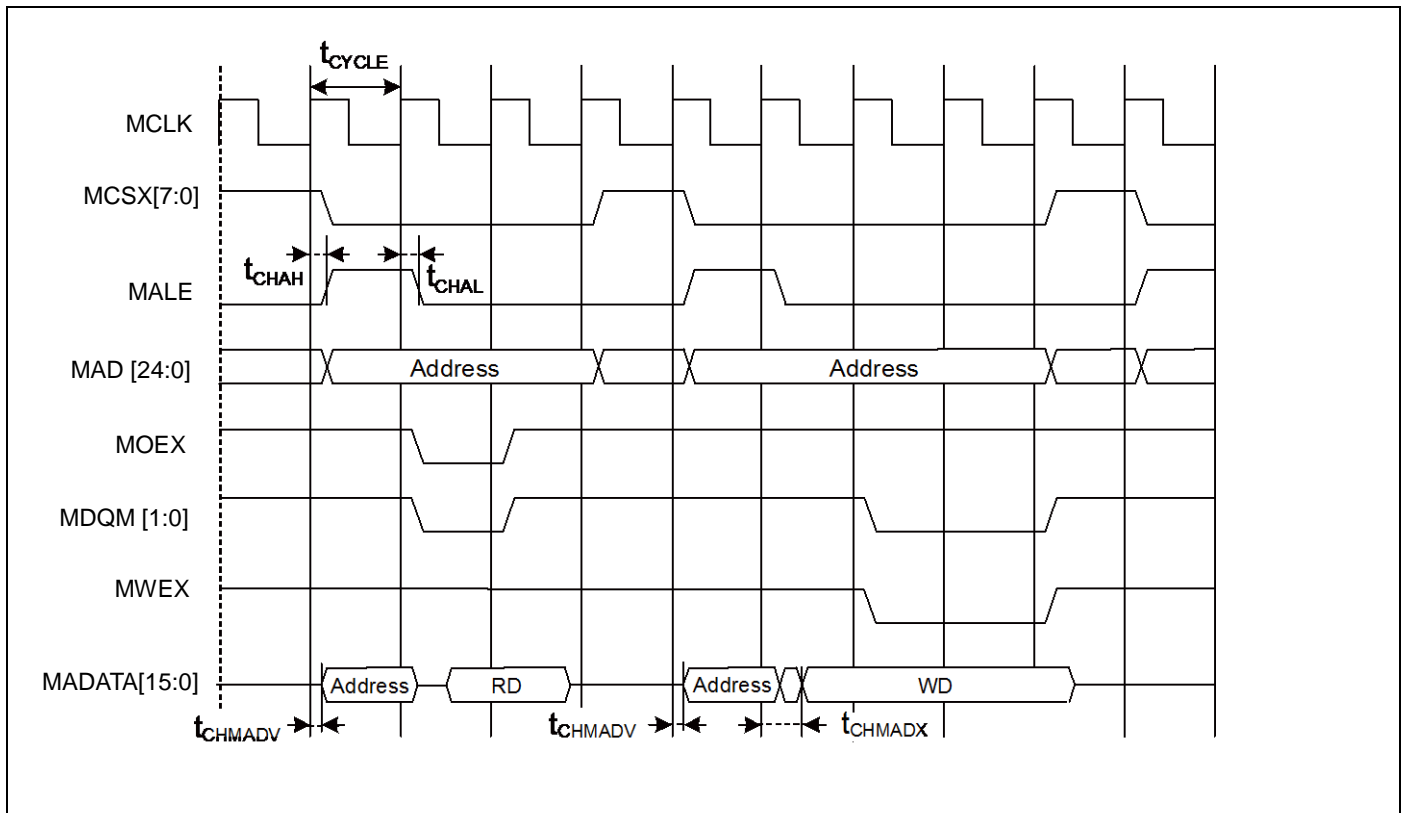 tCYCLE
MCLK
MCSX[7:0]
tCHAH
tCHAL
MALE
MAD [24:0]
Address
Address
MOEX
MDQM [1:0]
MWEX
MADATA[15:0]
Address
RD
Address
WD
tCHMADV
tCHMADV
tCHMADX